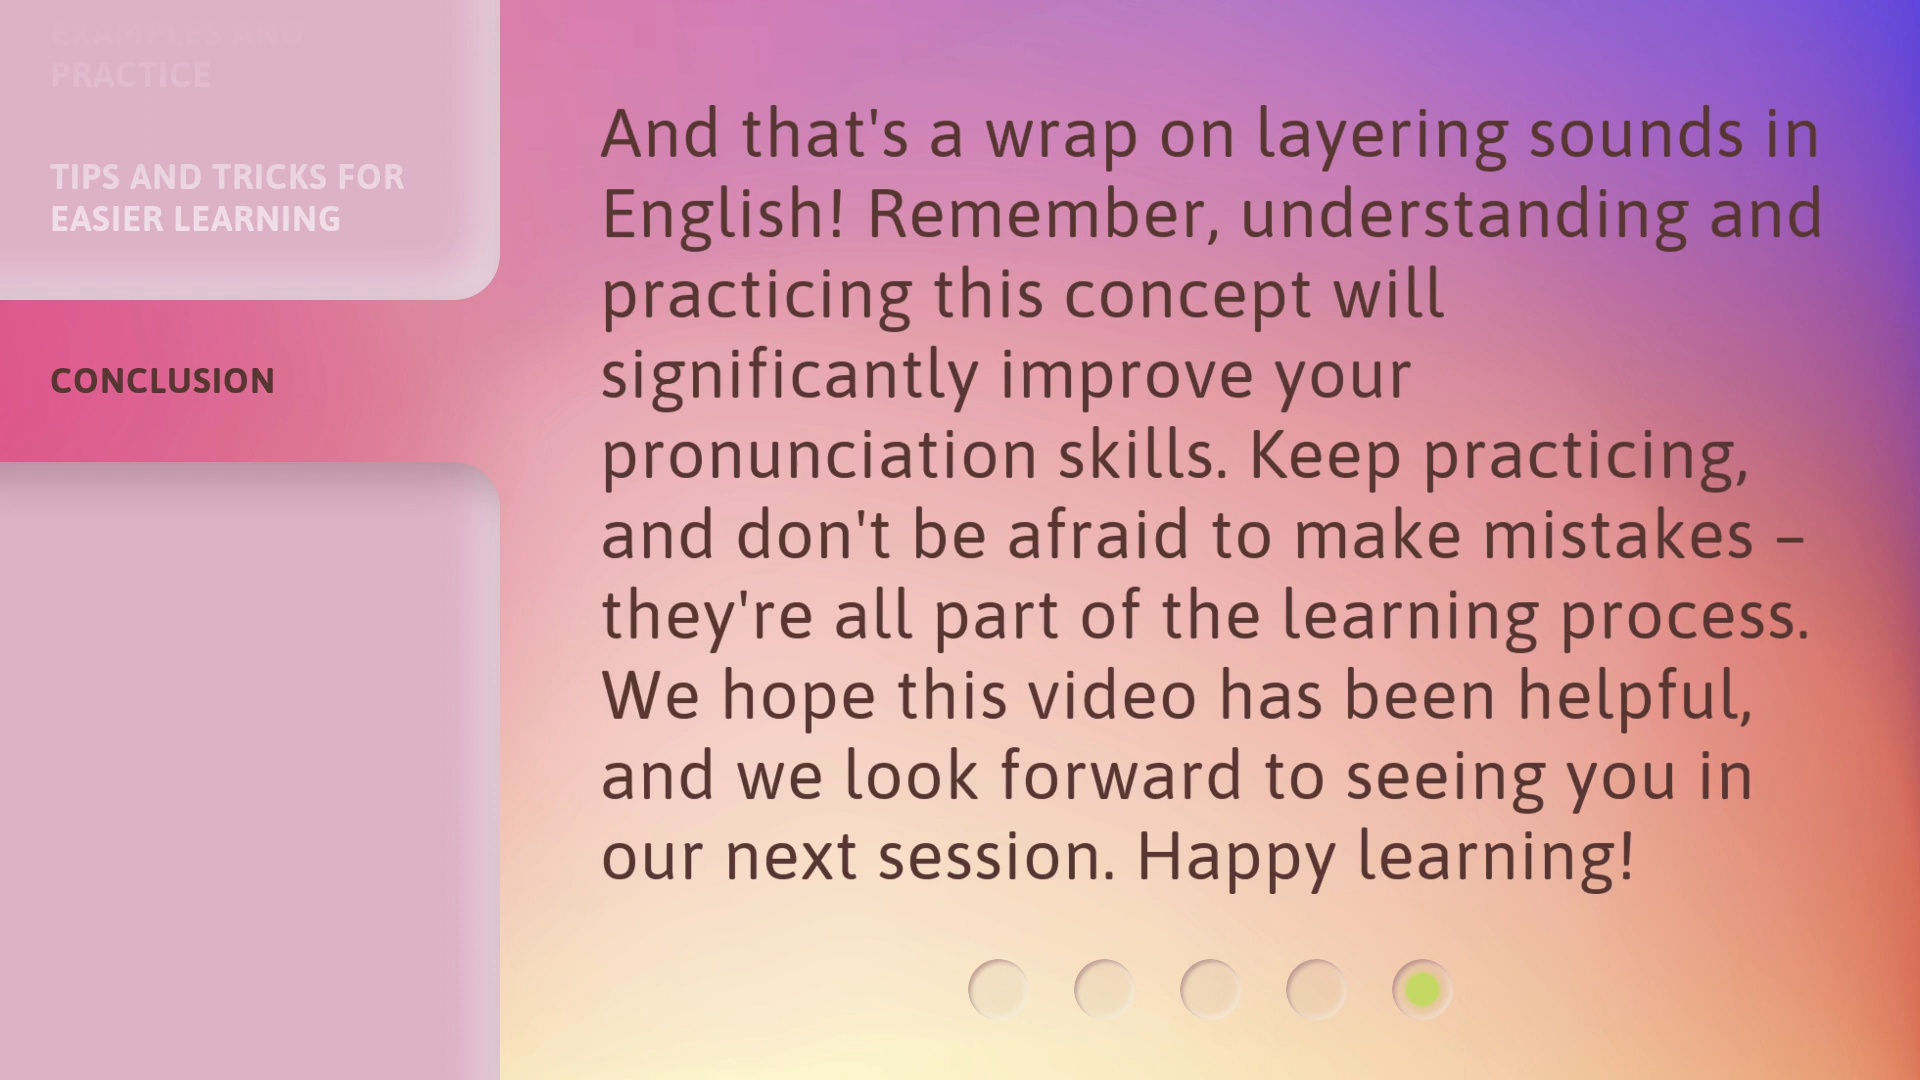 EXAMPLES AND
PRACTICE
TIPS AND TRICKS FOR
EASIER LEARNING
CONCLUSION
And that's a wrap on layering sounds in
English! Remember, understanding and
practicing this concept will
significantly improve your
pronunciation skills. Keep practicing,
and don't be afraid to make mistakes –
they're all part of the learning process.
We hope this video has been helpful,
and we look forward to seeing you in
our next session. Happy learning!